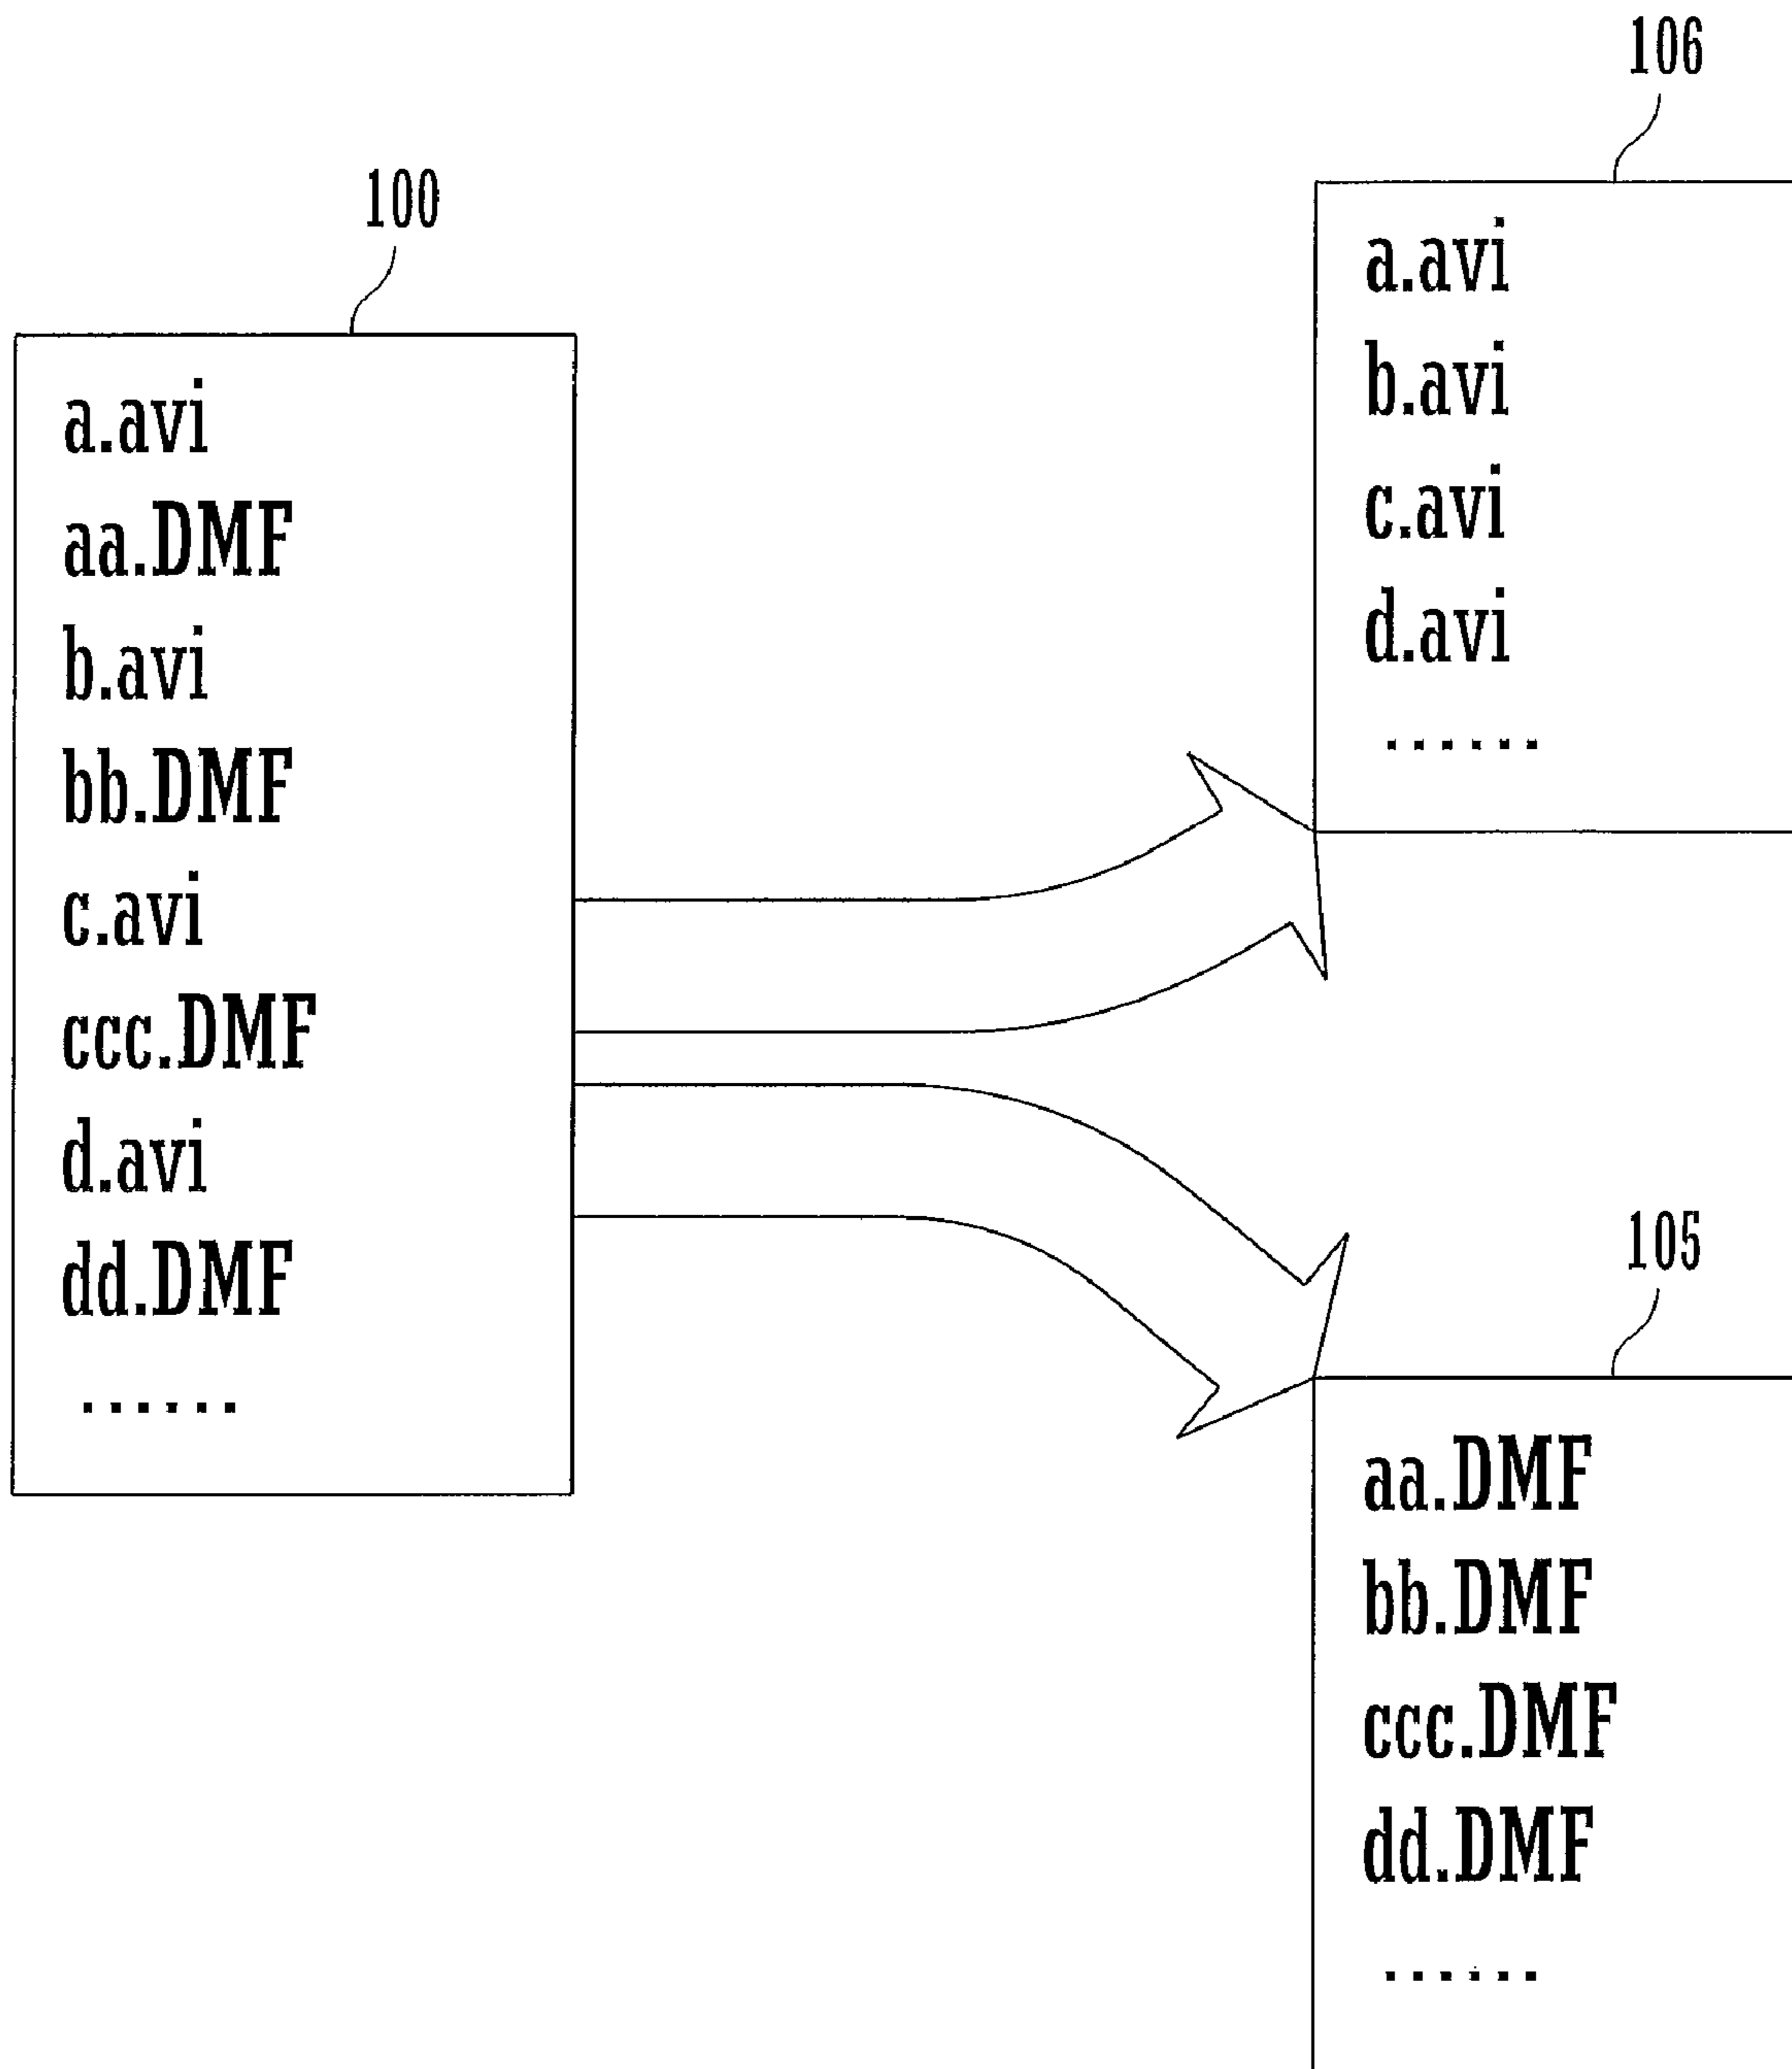 100
a.avi
aa.DMF
b.avi
bb.DMF
c.avi
ccc.DMF
d.avi
dd.DMF
......
106
a.avi
b.avi
c.avi
d.avi
......
105
aa.DMF
bb.DMF
ccc.DMF
dd.DMF
......